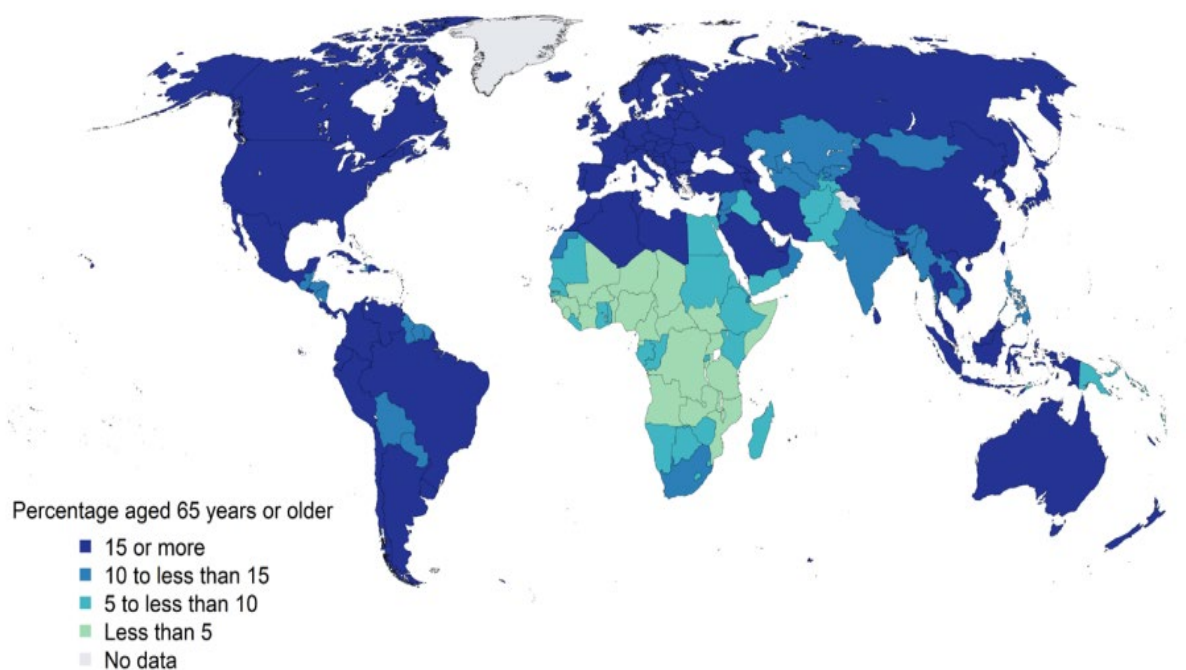 Percentage aged 65 years or older
15 or more
10 to less than 15
5 to less than 10
Less than 5
No data